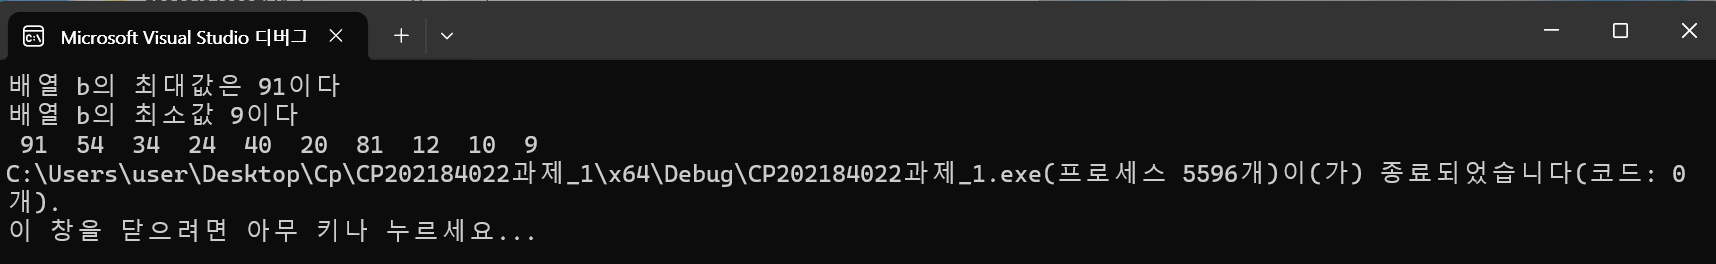 Microsoft Visual Studio 디버그
배열 b의 최대값은 91이다
배열 b의 최소값 9이다
91 54 34 24 40 20 81 12 10 9
C:\Users\user\Desktop\Cp\CP202184022과제_1\x64\Debug\CP202184022과제_1.exe(프로세스 5596개)이(가) 종료되었습니다(코드: 0
개).
이 창을 닫으려면 아무 키나 누르세요...